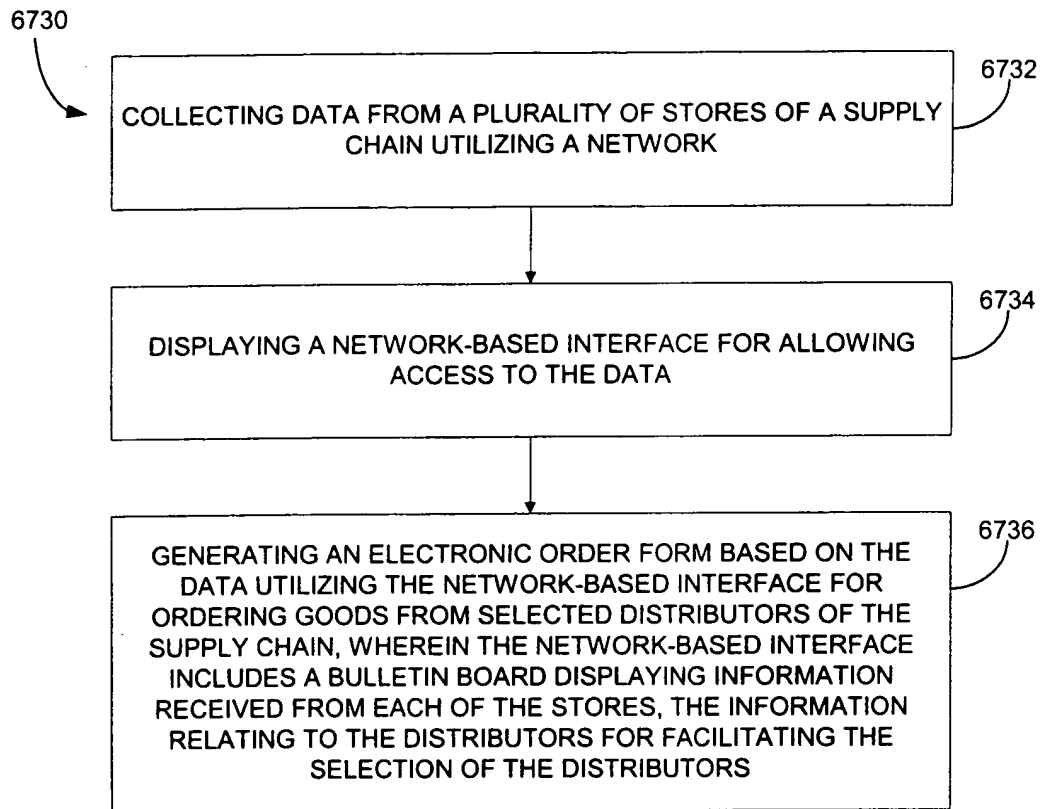 6730
6732
COLLECTING DATA FROM A PLURALITY OF STORES OF A SUPPLY
CHAIN UTILIZING A NETWORK
6734
DISPLAYING A NETWORK-BASED INTERFACE FOR ALLOWING
ACCESS TO THE DATA
6736
GENERATING AN ELECTRONIC ORDER FORM BASED ON THE
DATA UTILIZING THE NETWORK-BASED INTERFACE FOR
ORDERING GOODS FROM SELECTED DISTRIBUTORS OF THE
SUPPLY CHAIN, WHEREIN THE NETWORK-BASED INTERFACE
INCLUDES A BULLETIN BOARD DISPLAYING INFORMATION
RECEIVED FROM EACH OF THE STORES, THE INFORMATION
RELATING TO THE DISTRIBUTORS FOR FACILITATING THE
SELECTION OF THE DISTRIBUTORS